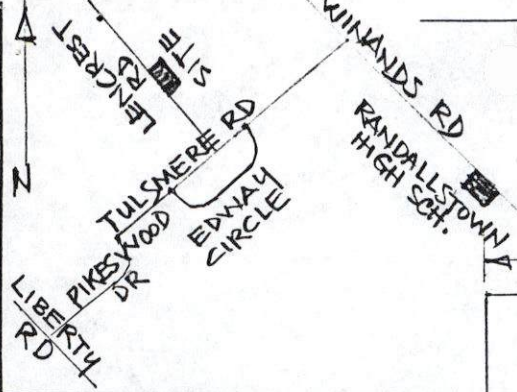 WINANDS RD
LENCREST
RD
SITE
RANDALLSTOWN
HIGH SCH.
TULSMERE RD
EDWAY
CIRCLE
N
PIKESWOOD
DR
LIBERTY
RD